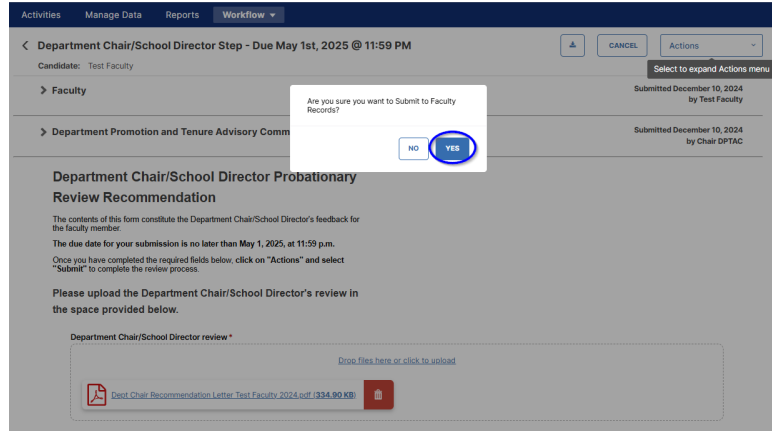 Activities Manage Data Reports Workflow
Department Chair/School Director Step - Due May 1st, 2025 @ 11:59 PM
CANCEL
Actions
Candidate: Test Faculty
Select to expand Actions menu
Faculty
Submitted December 10, 2024
by Test Faculty
Are you sure you want to Submit to Faculty
Records?
NO
YES
Department Promotion and Tenure Advisory Comm
Submitted December 10, 2024
by Chair DPTAC
Department Chair/School Director Probationary
Review Recommendation
The contents of this form constitute the Department Chair/School Director's feedback for
the faculty member.
The due date for your submission is no later than May 1, 2025, at 11:59 p.m.
Once you have completed the required fields below, click on "Actions" and select
"Submit" to complete the review process.
Please upload the Department Chair/School Director's review in
the space provided below.
Department Chair/School Director review *
Drop files here or click to upload
Dept Chair Recommendation Letter Test Faculty 2024.pdf (334.90 KB)